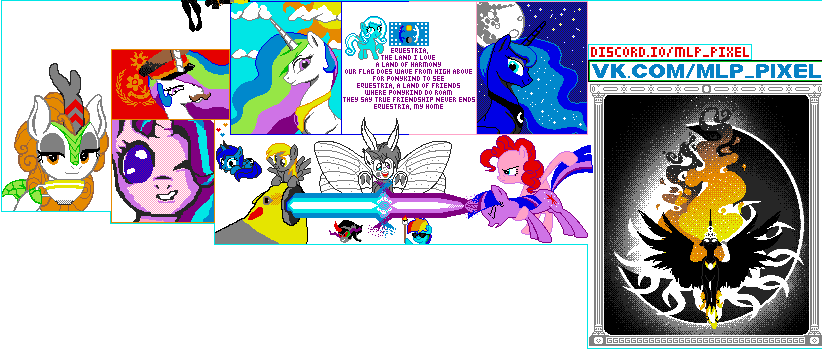 EQUESTRIA,
THE LAND I LOVE
A LAND OF HARMONY
OUR FLAG DOES WAVE FROM HIGH ABOVE
FOR PONYKIND TO SEE
EQUESTRIA, A LAND OF FRIENDS
WHERE PONYKIND DO ROAM
THEY SAY TRUE FRIENDSHIP NEVER ENDS
EQUESTRIA, MY HOME
DISCORD.IO/MLP_PIXEL
VK.COM/MLP_PIXEL